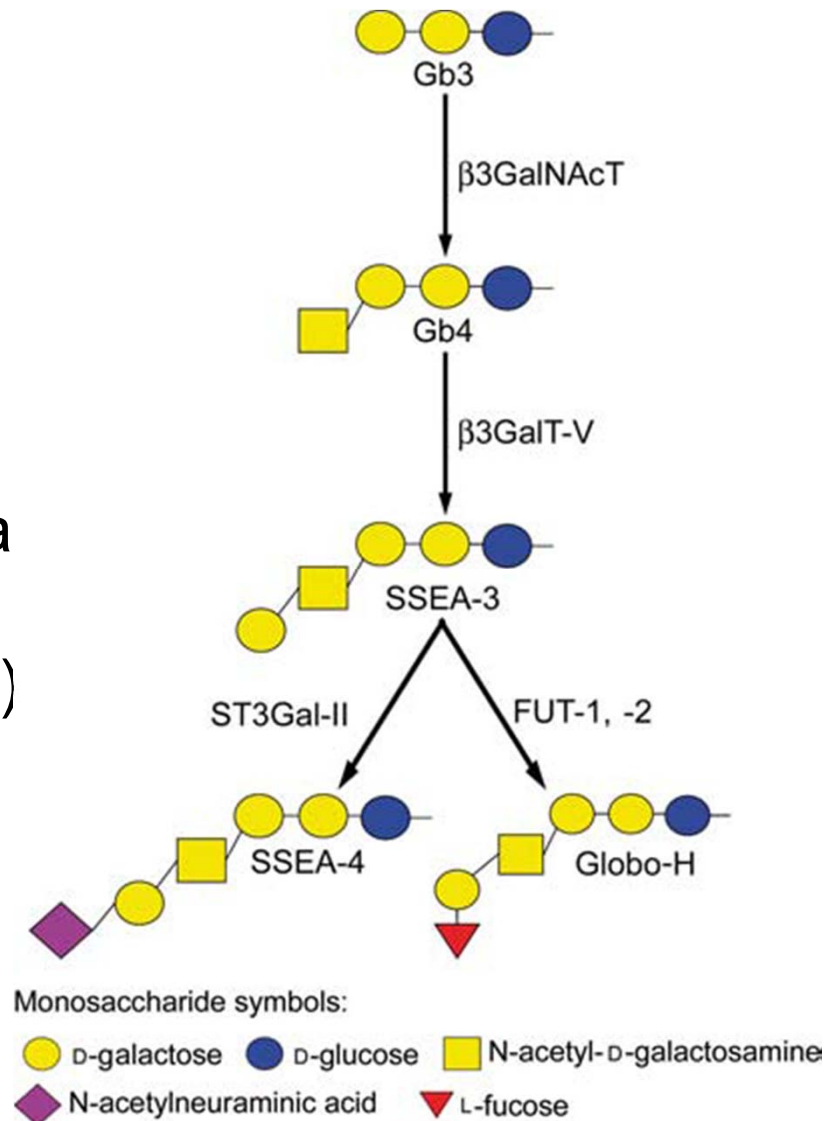 Gb3
β3GalNAcT
Gb4
β3GalT-V
a
SSEA-3
)
ST3Gal-II
FUT-1, -2
SSEA-4
Globo-H
Monosaccharide symbols:
D-galactose D-glucose N-acetyl-D-galactosamine
N-acetylneuraminic acid L-fucose